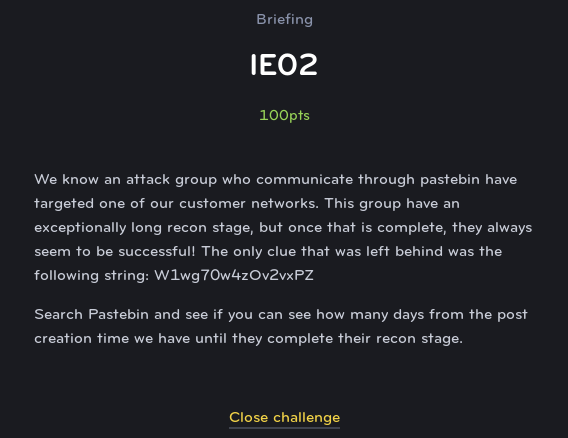 Briefing
IE02
100pts
We know an attack group who communicate through pastebin have
targeted one of our customer networks. This group have an
exceptionally long recon stage, but once that is complete, they always
seem to be successful! The only clue that was left behind was the
following string: W1wg70w4zOv2vxPZ
Search Pastebin and see if you can see how many days from the post
creation time we have until they complete their recon stage.
Close challenge